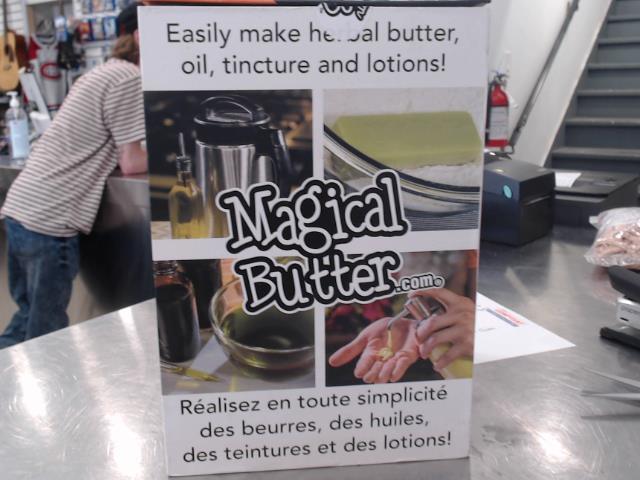 Easily make herbal butter,
oil, tincture and lotions!
Magical
Butter.com®
Réalisez en toute simplicité
des beurres, des huiles,
des teintures et des lotions!